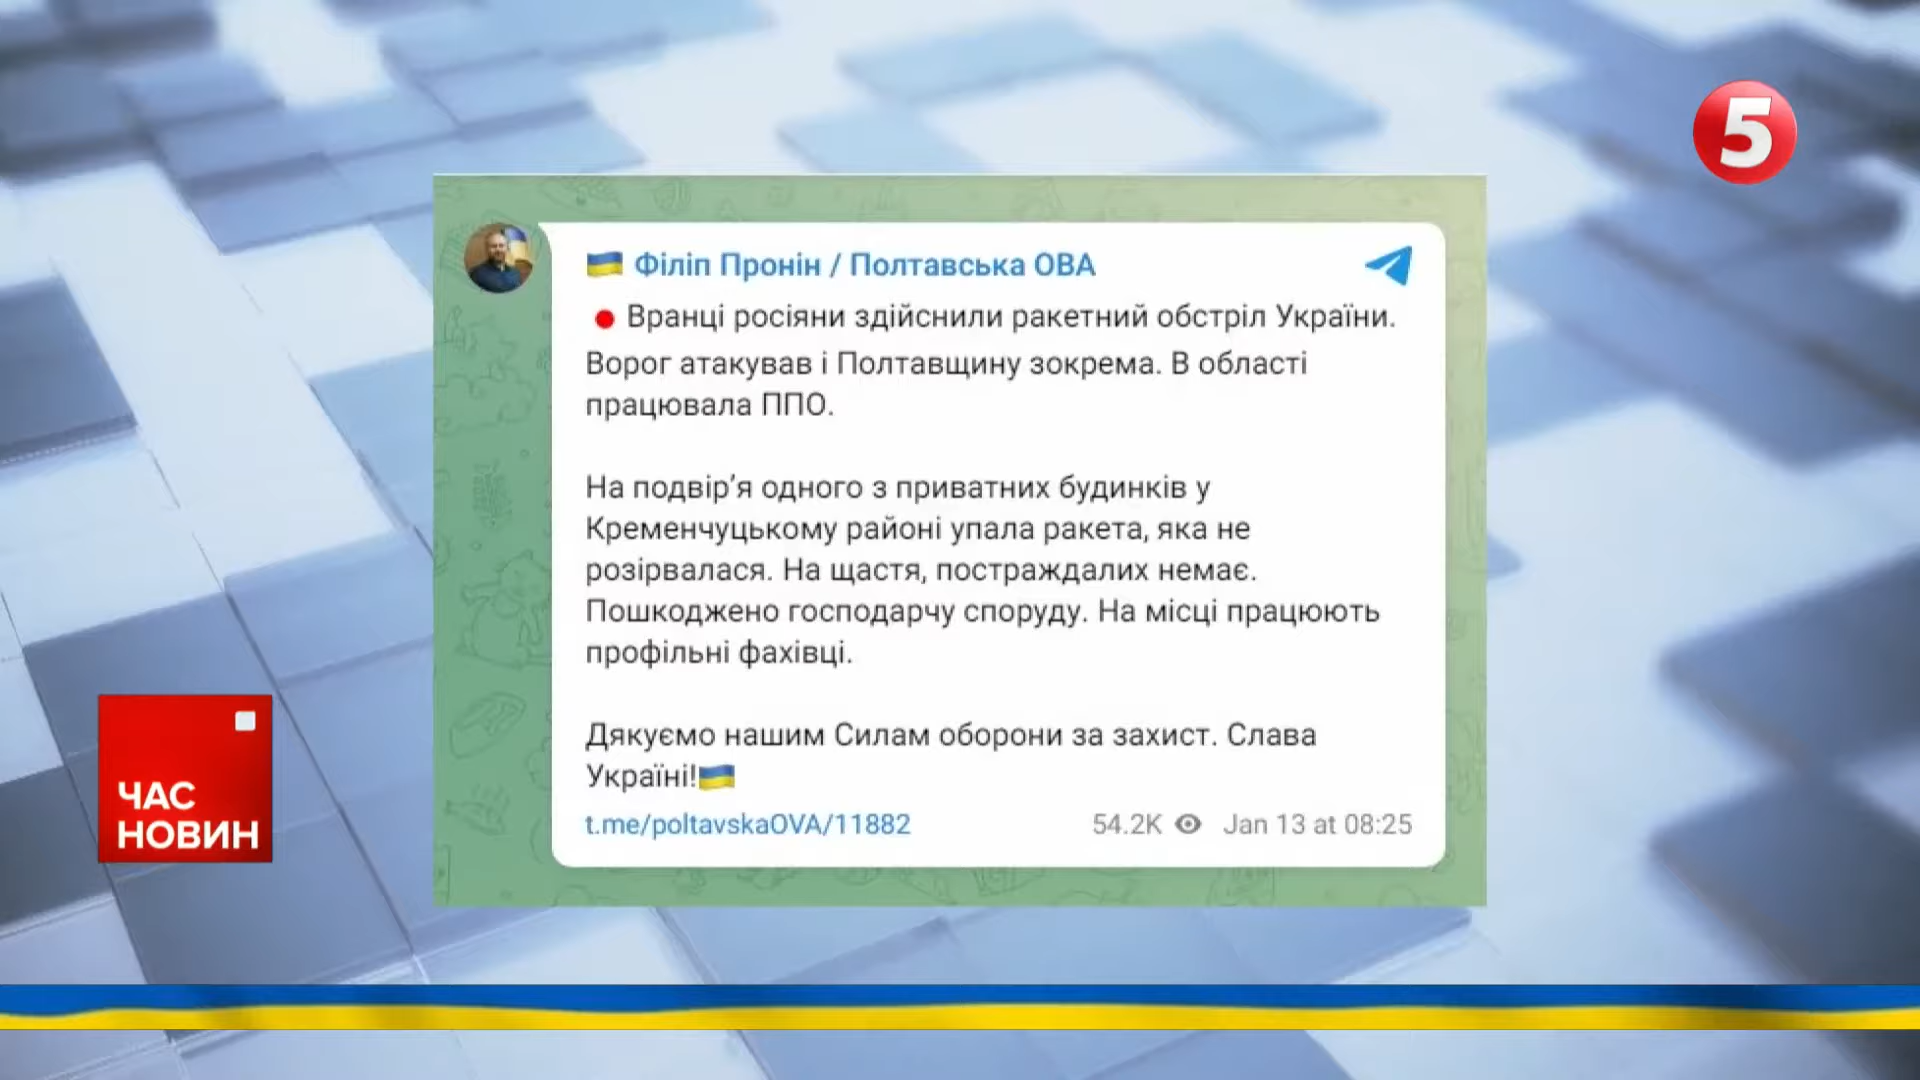 5
🇺🇦 Філіп Пронін / Полтавська ОВА
🔴 Вранці росіяни здійснили ракетний обстріл України.
Ворог атакував і Полтавщину зокрема. В області
працювала ППО.
На подвір’я одного з приватних будинків у
Кременчуцькому районі упала ракета, яка не
розірвалася. На щастя, постраждалих немає.
Пошкоджено господарчу споруду. На місці працюють
профільні фахівці.
Дякуємо нашим Силам оборони за захист. Слава
Україні!🇺🇦
t.me/poltavskaOVA/11882 54.2K Jan 13 at 08:25
ЧАС
НОВИН